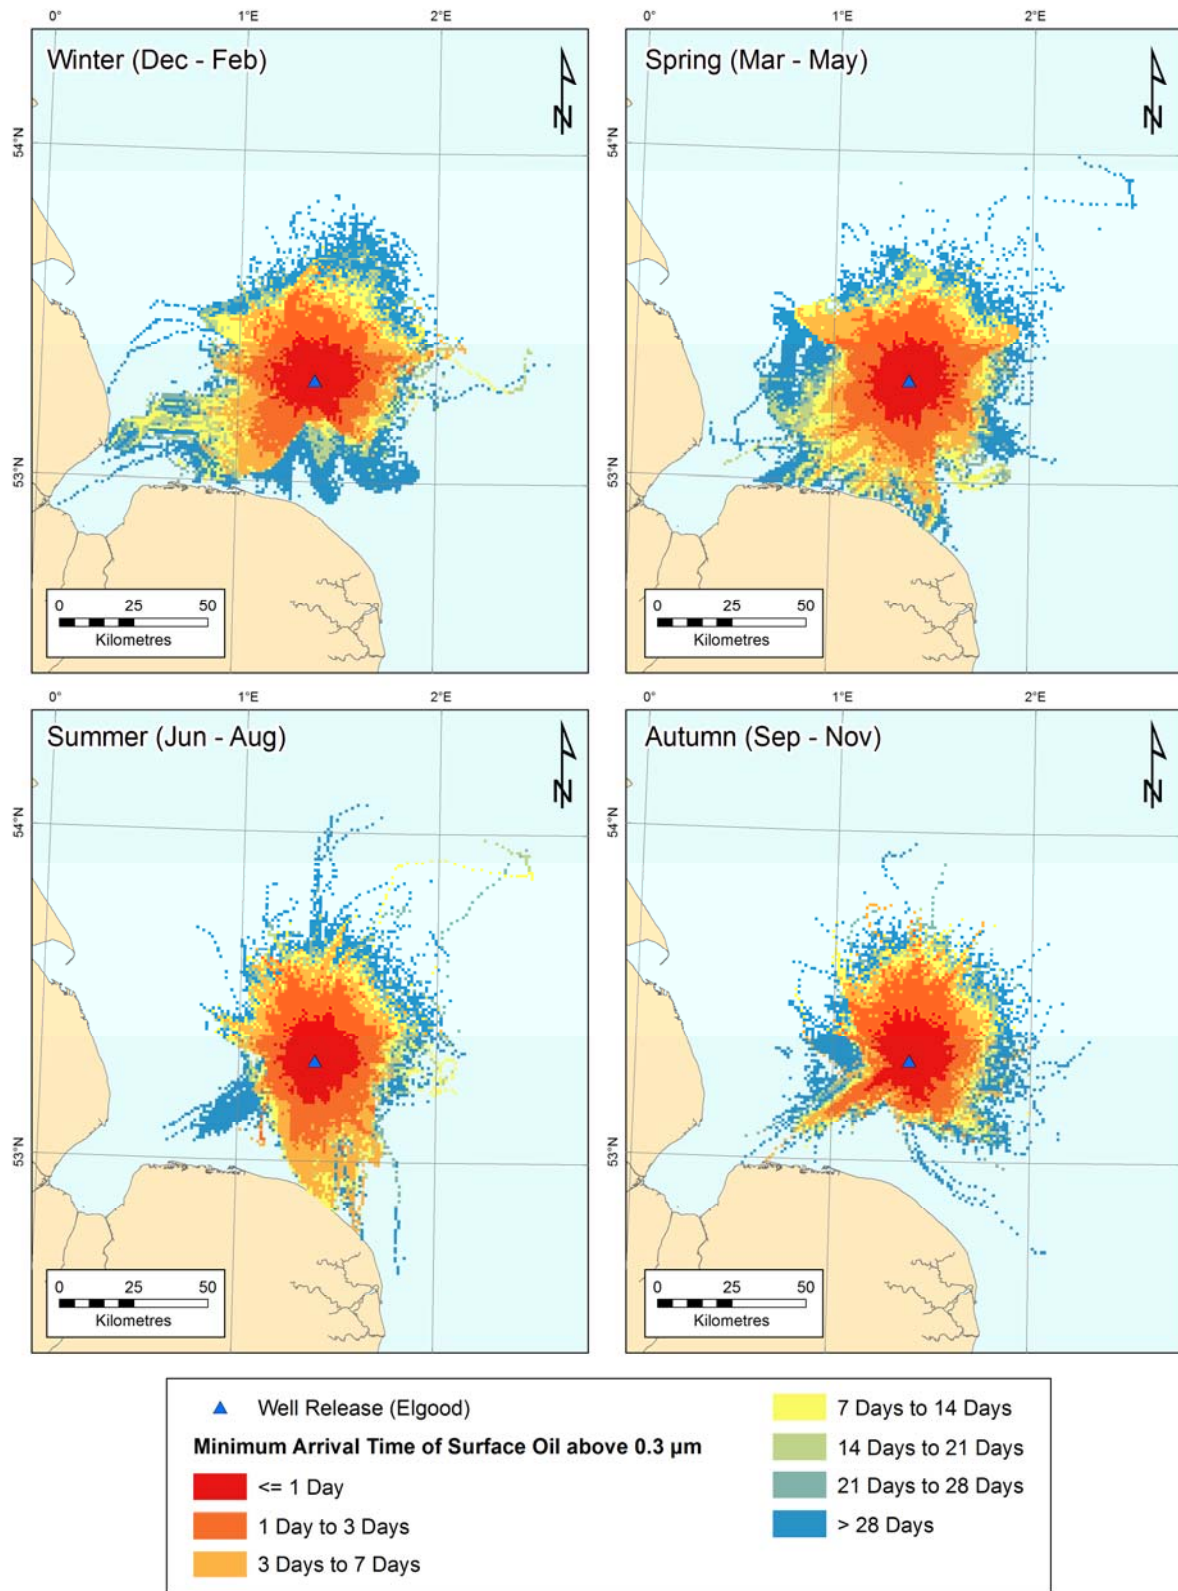 0° 1°E 2°E 0° 1°E 2°E
Winter (Dec - Feb)
Spring (Mar - May)
N
N
54°N
54°N
53°N
53°N
0 25 50
Kilometres
0 25 50
Kilometres
0° 1°E 2°E 0° 1°E 2°E
Summer (Jun - Aug)
Autumn (Sep - Nov)
N
N
54°N
54°N
53°N
53°N
0 25 50
Kilometres
0 25 50
Kilometres
Well Release (Elgood)
Minimum Arrival Time of Surface Oil above 0.3 µm
<= 1 Day
1 Day to 3 Days
3 Days to 7 Days
7 Days to 14 Days
14 Days to 21 Days
21 Days to 28 Days
> 28 Days